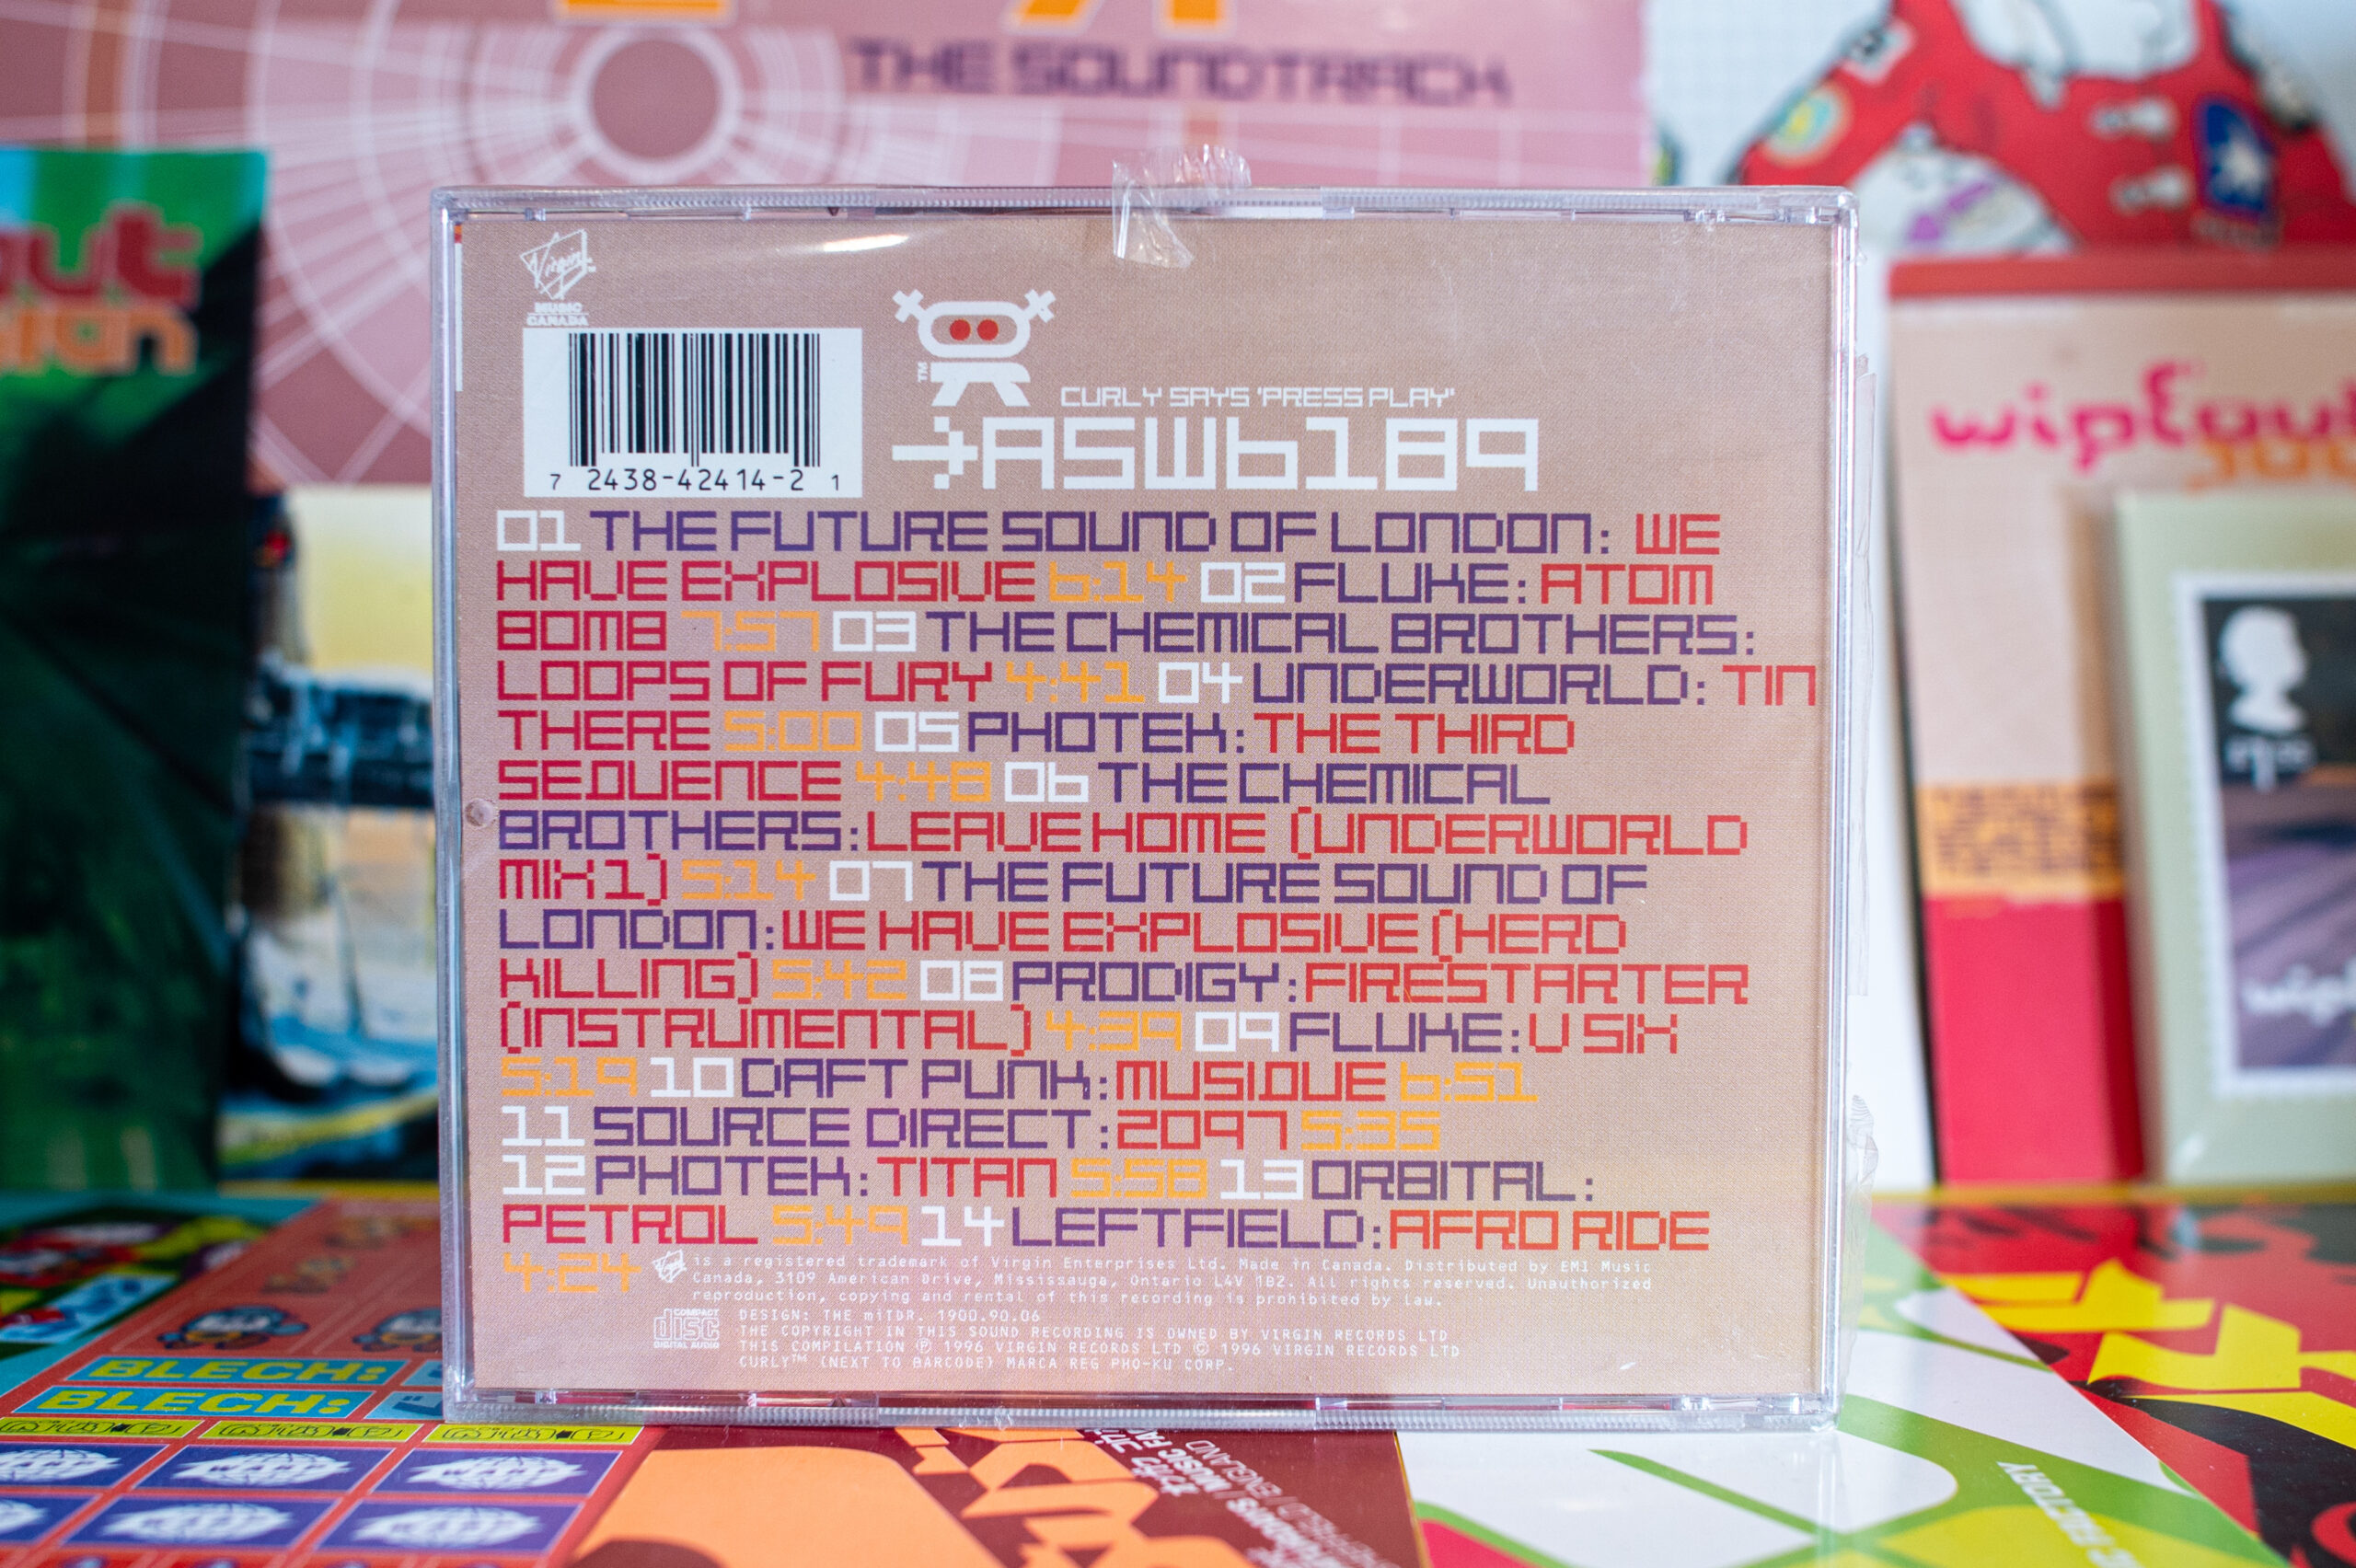 THE SOUNDTRACK
Virgin
MUSIC
CANADA
7 2438-42414-2 1
TM
CURLY SAYS 'PRESS PLAY'
→ASW6189
01 THE FUTURE SOUND OF LONDON: WE
HAVE EXPLOSIVE 6:14 02 FLUKE: ATOM
BOMB 7:57 03 THE CHEMICAL BROTHERS:
LOOPS OF FURY 4:41 04 UNDERWORLD: TIN
THERE 5:00 05 PHOTEK: THE THIRD
SEQUENCE 4:48 06 THE CHEMICAL
BROTHERS: LEAVE HOME (UNDERWORLD
MIX 1) 5:14 07 THE FUTURE SOUND OF
LONDON: WE HAVE EXPLOSIVE (HERD
KILLING) 5:42 08 PRODIGY: FIRESTARTER
(INSTRUMENTAL) 4:39 09 FLUKE: V SIX
5:19 10 DAFT PUNK: MUSIQUE 6:51
11 SOURCE DIRECT: 2097 5:35
12 PHOTEK: TITAN 5:58 13 ORBITAL:
PETROL 5:49 14 LEFTFIELD: AFRO RIDE
4:24
Virgin is a registered trademark of Virgin Enterprises Ltd. Made in Canada. Distributed by EMI Music
Canada, 3109 American Drive, Mississauga, Ontario L4V 1B2. All rights reserved. Unauthorized
reproduction, copying and rental of this recording is prohibited by law.
COMPACT
disc
DIGITAL AUDIO
DESIGN: THE miTDR. 1900.90.06
THE COPYRIGHT IN THIS SOUND RECORDING IS OWNED BY VIRGIN RECORDS LTD
THIS COMPILATION ℗ 1996 VIRGIN RECORDS LTD © 1996 VIRGIN RECORDS LTD
CURLY™ (NEXT TO BARCODE) MARCA REG PHO-KU CORP.
wipEout
BLECH:
BLECH: